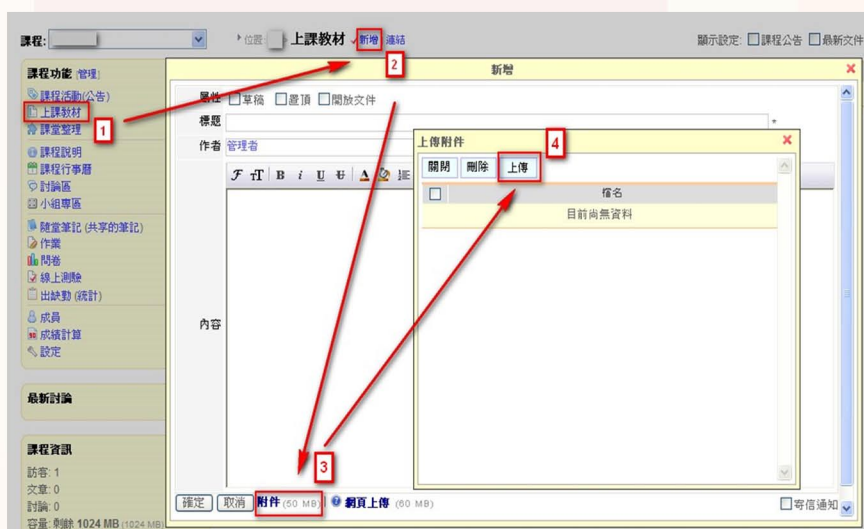 課程:
位置: 上課教材 新增 連結
顯示設定: 課程公告 最新文件
課程功能 [管理]
課程活動(公告)
上課教材
課堂整理
課程說明
課程行事曆
討論區
小組專區
隨堂筆記 (共享的筆記)
作業
問卷
線上測驗
出缺勤 (統計)
成員
成績計算
設定
最新討論
課程資訊
訪客: 1
文章: 0
討論: 0
容量: 剩餘 1024 MB (1024 MB)
1
2
新增
屬性 草稿 置頂 開放文件
標題 *
作者 管理者
B i U
內容
上傳附件
4
關閉 刪除 上傳
檔名
目前尚無資料
3
確定 取消 附件 (50 MB) | 網頁上傳 (60 MB)
寄信通知